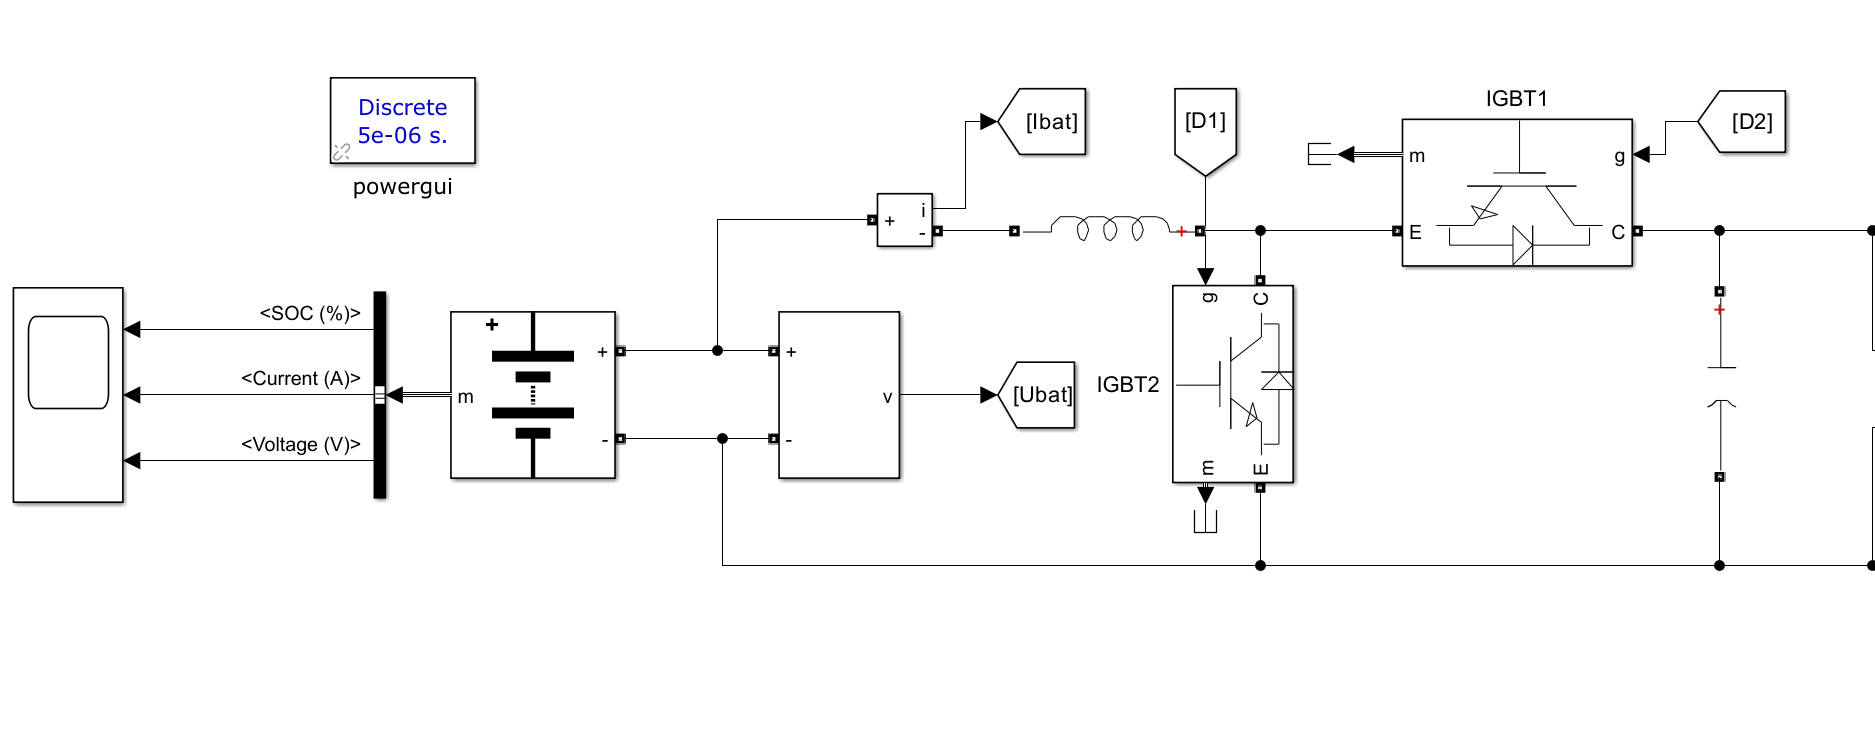 Discrete
5e-06 s.
powergui
[Ibat]
[D1]
IGBT1
[D2]
m
g
E
C
+
i
-
<SOC (%)>
<Current (A)>
<Voltage (V)>
m
+
+
-
+
-
v
[Ubat]
IGBT2
g
C
m
E
+
+